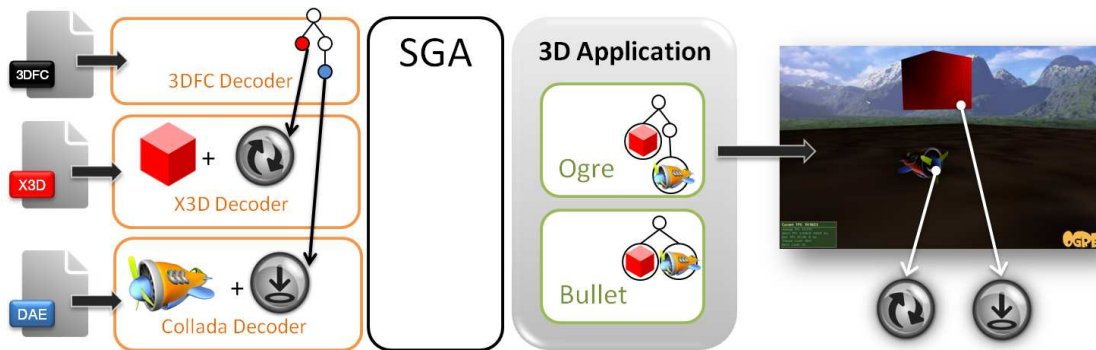 3DFC
3DFC Decoder
X3D
+
X3D Decoder
DAE
+
Collada Decoder
SGA
3D Application
Ogre
Bullet
OGRE